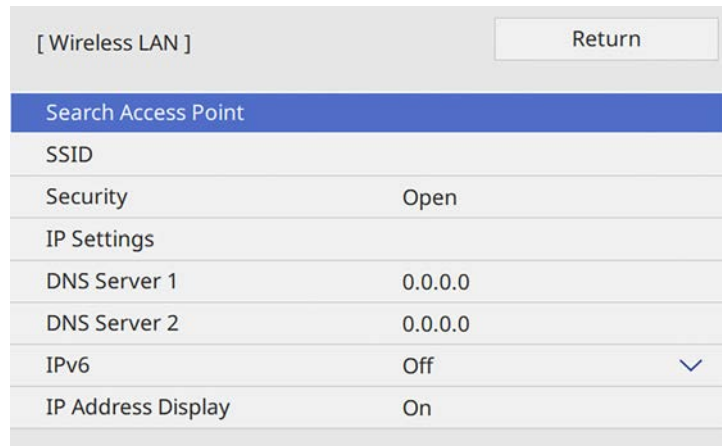 [ Wireless LAN ] Return
Search Access Point
SSID
Security Open
IP Settings
DNS Server 1 0.0.0.0
DNS Server 2 0.0.0.0
IPv6 Off
IP Address Display On